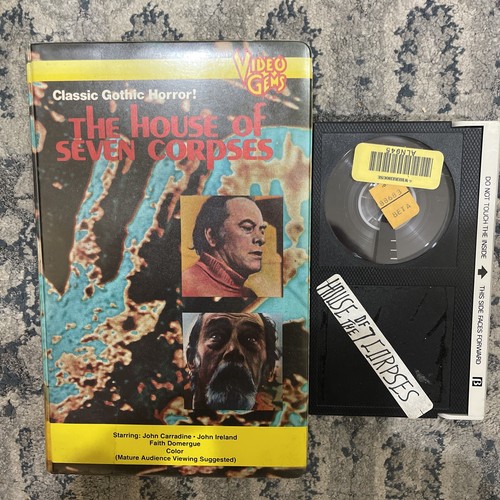 VIDEO
GEMS
Classic Gothic Horror!
THE HOUSE OF
SEVEN CORPSES
Starring: John Carradine • John Ireland
Faith Domergue
Color
(Mature Audience Viewing Suggested)
ALN945
BETA
HOUSE OF
THE 7 CORPSES
DO NOT TOUCH THE INSIDE
THIS SIDE FACES FORWARD
B